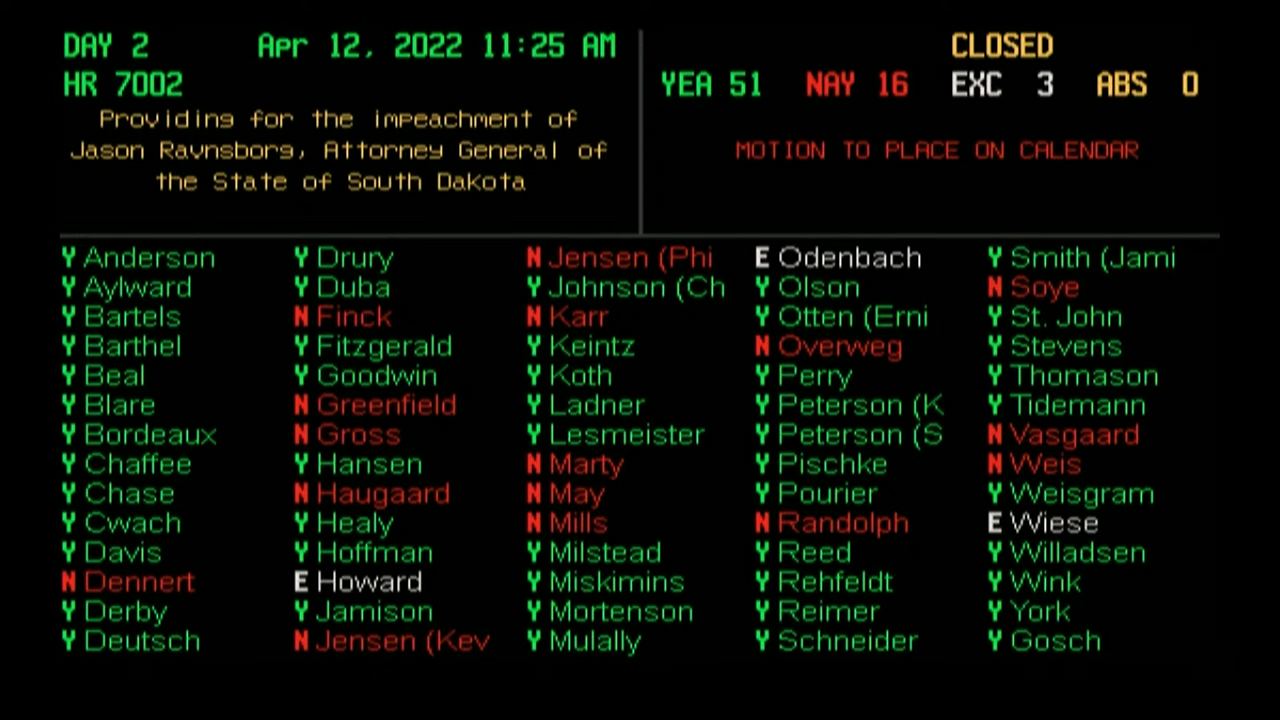 DAY 2 Apr 12, 2022 11:25 AM
HR 7002
Providing for the impeachment of
Jason Ravnsborg, Attorney General of
the State of South Dakota
CLOSED
YEA 51 NAY 16 EXC 3 ABS 0
MOTION TO PLACE ON CALENDAR
Y Anderson
Y Aylward
Y Bartels
Y Barthel
Y Beal
Y Blare
Y Bordeaux
Y Chaffee
Y Chase
Y Cwach
Y Davis
N Dennert
Y Derby
Y Deutsch
Y Drury
Y Duba
N Finck
Y Fitzgerald
Y Goodwin
N Greenfield
N Gross
Y Hansen
N Haugaard
Y Healy
Y Hoffman
E Howard
Y Jamison
N Jensen (Kev
N Jensen (Phi
Y Johnson (Ch
N Karr
Y Keintz
Y Koth
Y Ladner
Y Lesmeister
N Marty
N May
N Mills
Y Milstead
Y Miskimins
Y Mortenson
Y Mulally
E Odenbach
Y Olson
Y Otten (Erni
N Overweg
Y Perry
Y Peterson (K
Y Peterson (S
Y Pischke
Y Pourier
N Randolph
Y Reed
Y Rehfeldt
Y Reimer
Y Schneider
Y Smith (Jami
N Soye
Y St. John
Y Stevens
Y Thomason
Y Tidemann
N Vasgaard
N Weis
Y Weisgram
E Wiese
Y Willadsen
Y Wink
Y York
Y Gosch